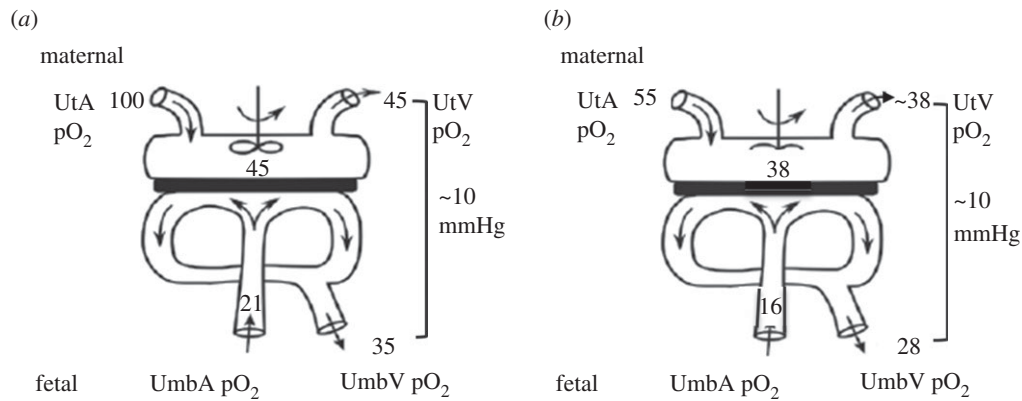 (a)
maternal
UtA 100
pO2
45 UtV
pO2
45
~10
mmHg
21
35
fetal UmbA pO2 UmbV pO2
(b)
maternal
UtA 55
pO2
~38 UtV
pO2
38
~10
mmHg
16
28
fetal UmbA pO2 UmbV pO2